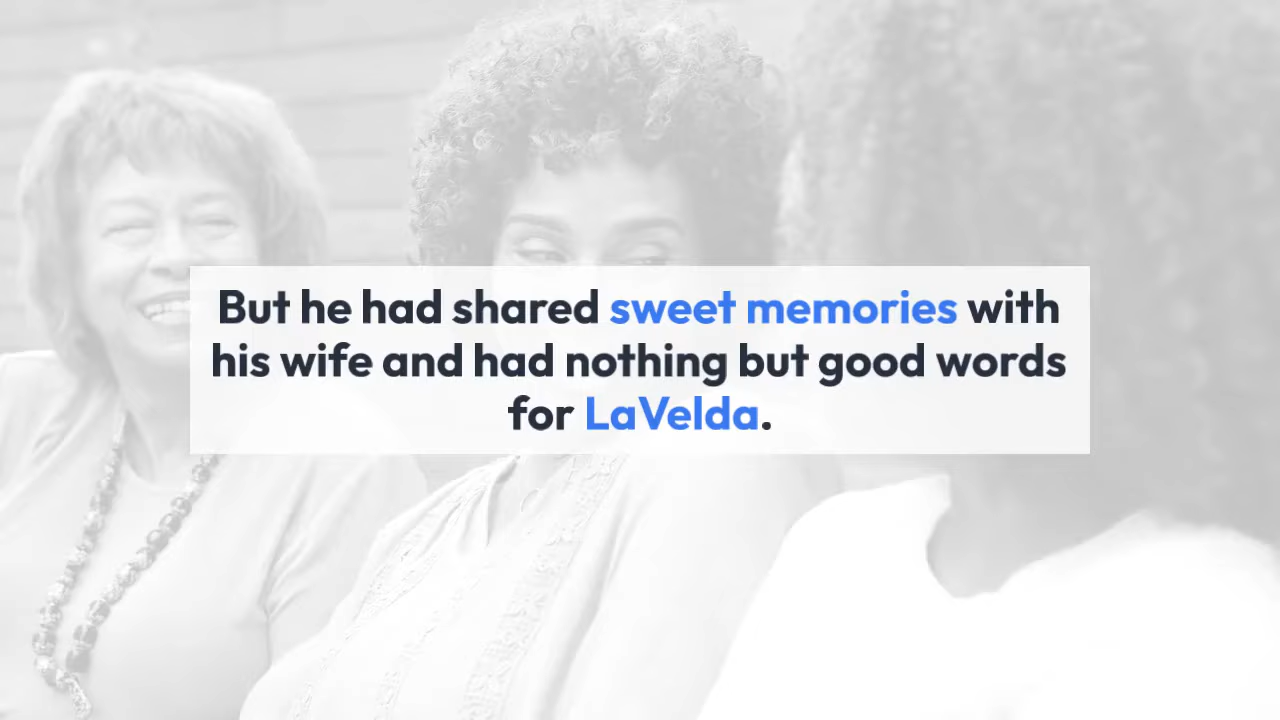 But he had shared sweet memories with
his wife and had nothing but good words
for LaVelda.